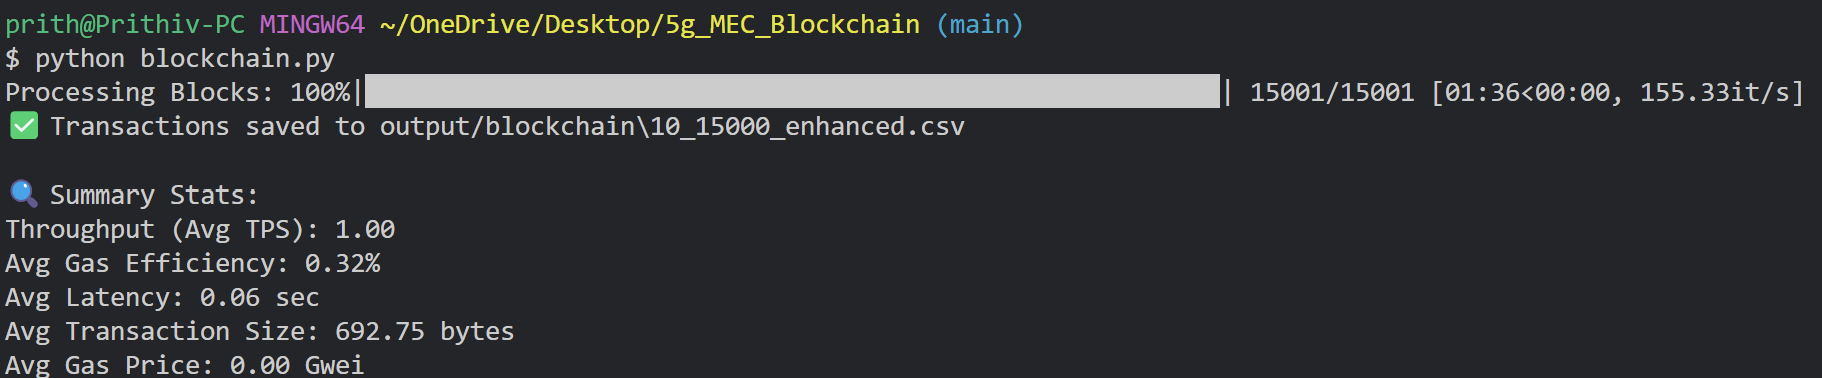 prith@Prithiv-PC MINGW64 ~/OneDrive/Desktop/5g_MEC_Blockchain (main)
$ python blockchain.py
Processing Blocks: 100%|██████████| 15001/15001 [01:36<00:00, 155.33it/s]
✅ Transactions saved to output/blockchain\10_15000_enhanced.csv
🔍 Summary Stats:
Throughput (Avg TPS): 1.00
Avg Gas Efficiency: 0.32%
Avg Latency: 0.06 sec
Avg Transaction Size: 692.75 bytes
Avg Gas Price: 0.00 Gwei